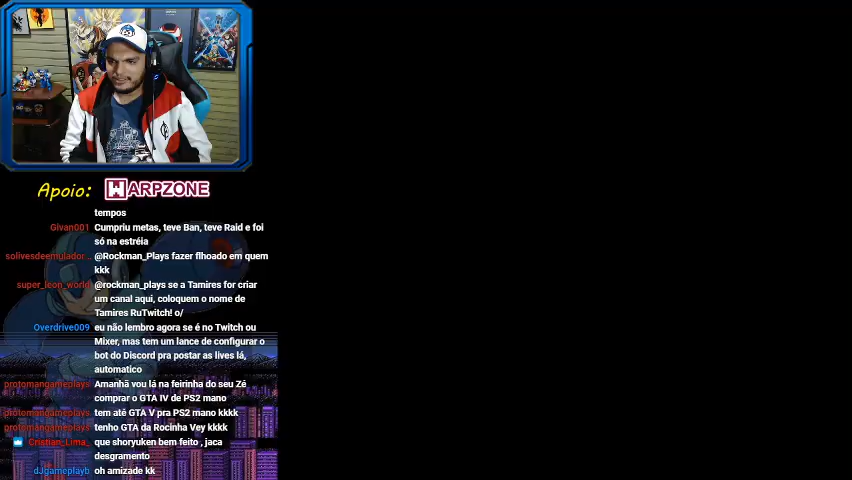 Apoio: WARPZONE
tempos
Givan001 Cumpriu metas, teve Ban, teve Raid e foi
só na estréia
solivesdeemulador .. @Rockman_Plays fazer flhoado em quem
kkk
super_leon_world @rockman_plays se a Tamires for criar
um canal aqui, coloquem o nome de
Tamires RuTwitch! o/
Overdrive009 eu não lembro agora se é no Twitch ou
Mixer, mas tem um lance de configurar o
bot do Discord pra postar as lives lá,
automatico
protomangameplays Amanhã vou lá na feirinha do seu Zé
comprar o GTA IV de PS2 mano
protomangameplays tem até GTA V pra PS2 mano kkkk
protomangameplays tenho GTA da Rocinha Vey kkkk
Cristian_Lima_ que shoryuken bem feito , jaca
desgramento
dJgameplayb oh amizade kk